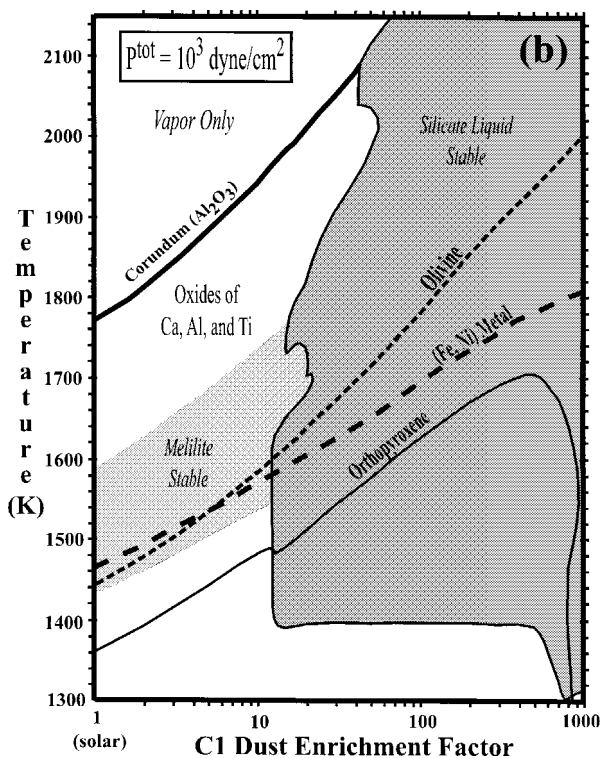 P^tot = 10^3 dyne/cm^2
(b)
Vapor Only
Silicate Liquid
Stable
Corundum (Al2O3)
Oxides of
Ca, Al, and Ti
Olivine
(Fe, Ni) Metal
Orthopyroxene
Melilite
Stable
Temperature
(K)
2100
2000
1900
1800
1700
1600
1500
1400
1300
1
10
100
1000
(solar)
C1 Dust Enrichment Factor